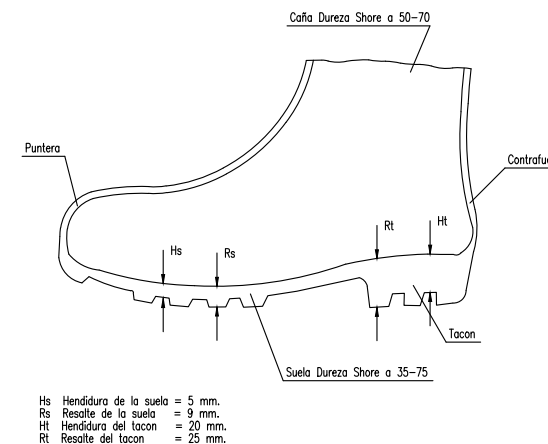 Caña Dureza Shore a 50-70
Puntera
Contrafue
Rt
Ht
Hs
Rs
Tacon
Suela Dureza Shore a 35-75
Hs Hendidura de la suela = 5 mm.
Rs Resalte de la suela = 9 mm.
Ht Hendidura del tacon = 20 mm.
Rt Resalte del tacon = 25 mm.